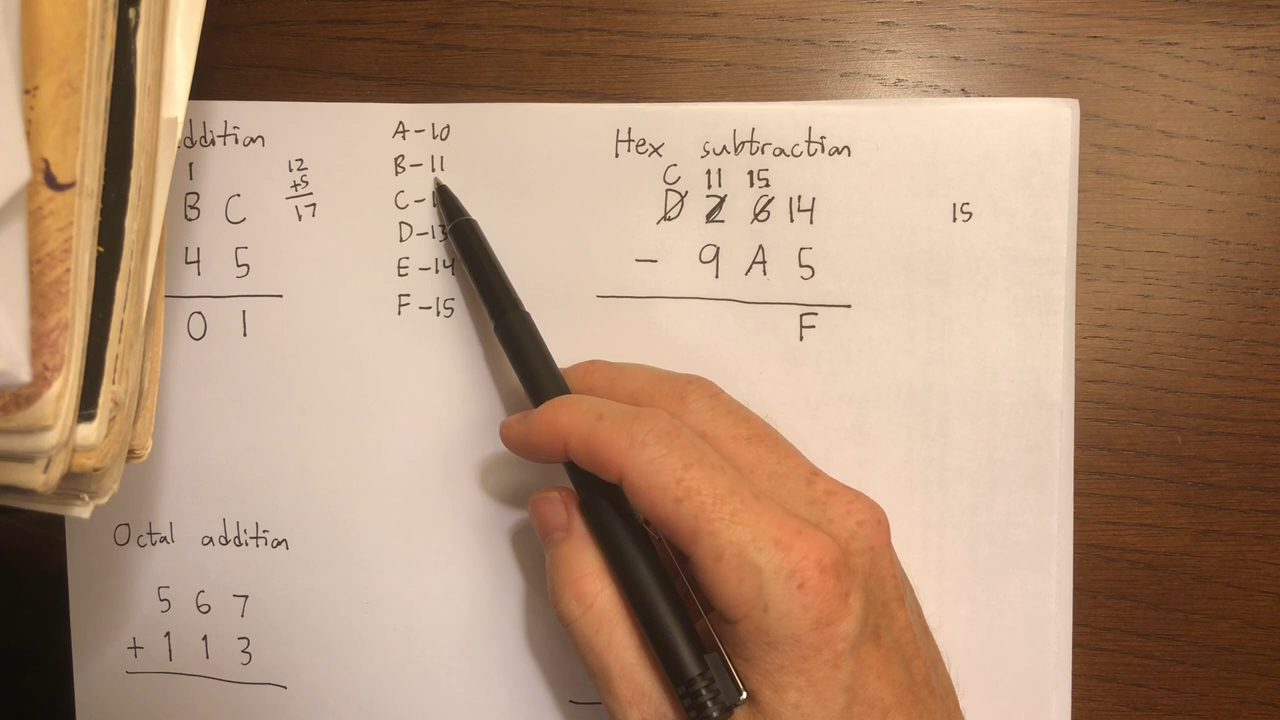 ddition
1
B C
4 5
0 1
12
+5
17
A-10
B-11
C-1
D-13
E-14
F-15
Hex subtraction
C 11 15
D 2 6 14
- 9 A 5
F
15
Octal addition
5 6 7
+ 1 1 3